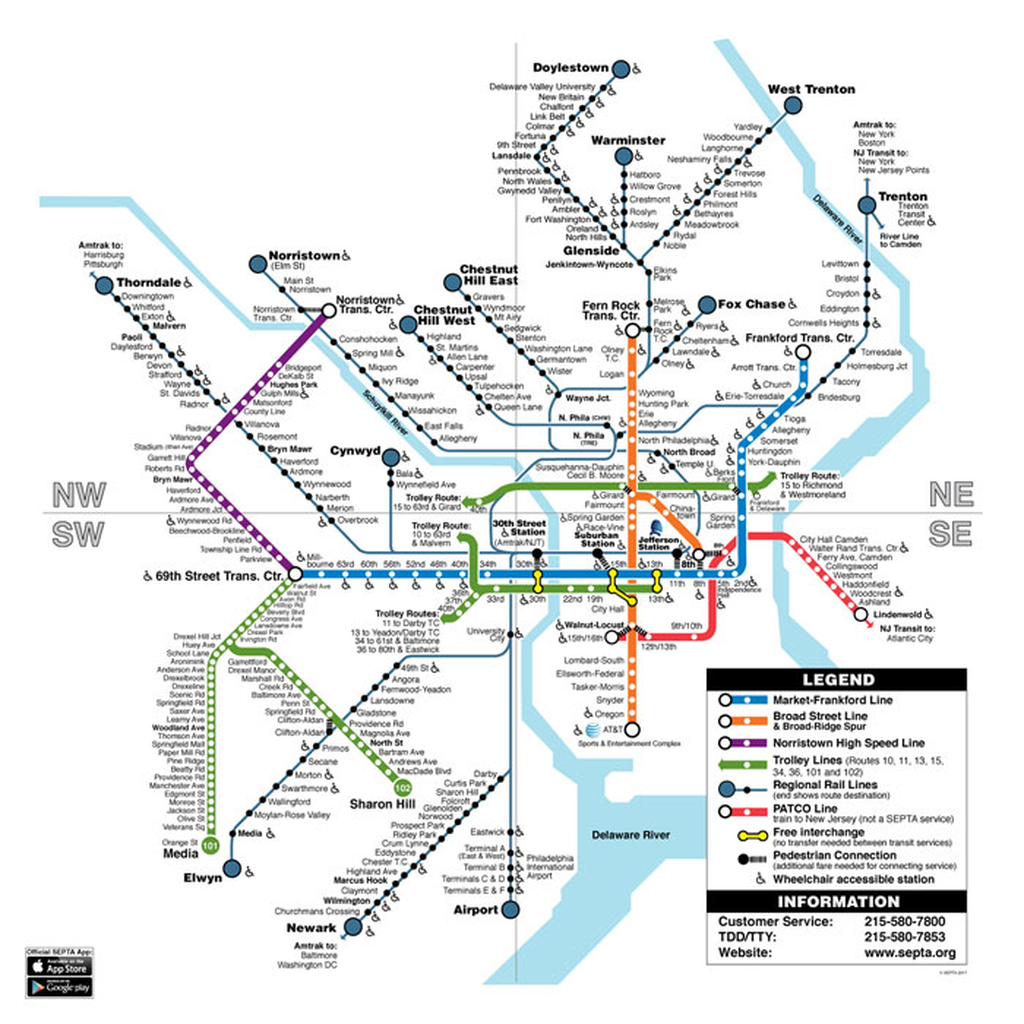 Doylestown
Delaware Valley University
New Britain
Chalfont
Link Belt
Colmar
Fortuna
9th Street
Lansdale
Pennbrook
North Wales
Gwynedd Valley
Penllyn
Ambler
Fort Washington
Oreland
North Hills
Warminster
Hatboro
Willow Grove
Crestmont
Roslyn
Ardsley
Glenside
Jenkintown-Wyncote
West Trenton
Yardley
Woodbourne
Langhorne
Neshaminy Falls
Trevose
Somerton
Forest Hills
Philmont
Bethayres
Meadowbrook
Rydal
Noble
Elkins
Park
Melrose
Park
Fern
Rock
T.C.
Amtrak to:
New York
Boston
NJ Transit to:
New York
New Jersey Points
Trenton
Trenton
Transit
Center
River Line
to Camden
Delaware River
Levittown
Bristol
Croydon
Eddington
Cornwells Heights
Torresdale
Holmesburg Jct
Tacony
Bridesburg
Amtrak to:
Harrisburg
Pittsburgh
Thorndale
Downingtown
Whitford
Exton
Malvern
Paoli
Daylesford
Berwyn
Devon
Strafford
Wayne
St. Davids
Radnor
Villanova
Rosemont
Bryn Mawr
Haverford
Ardmore
Wynnewood
Narberth
Merion
Overbrook
Norristown
(Elm St)
Main St
Norristown
Norristown
Trans. Ctr.
Norristown
Trans. Ctr.
Conshohocken
Spring Mill
Miquon
Ivy Ridge
Manayunk
Wissahickon
East Falls
Allegheny
Schuylkill River
Chestnut
Hill East
Gravers
Wyndmoor
Mt Airy
Sedgwick
Stenton
Washington Lane
Germantown
Wister
Wayne Jct.
Chestnut
Hill West
Highland
St. Martins
Allen Lane
Carpenter
Upsal
Tulpehocken
Chelten Ave
Queen Lane
N. Phila (CHW)
N. Phila
(TRE)
Fern Rock
Trans. Ctr.
Fox Chase
Ryers
Cheltenham
Lawndale
Olney
Olney
T.C.
Logan
Wyoming
Hunting Park
Erie
Allegheny
North Philadelphia
North Broad
Temple U.
Susquehanna-Dauphin
Cecil B. Moore
Girard
Fairmount
Fairmount
China-
town
Spring Garden
Race-Vine
Frankford Trans. Ctr.
Arrott Trans. Ctr.
Church
Erie-Torresdale
Tioga
Allegheny
Somerset
Huntingdon
York-Dauphin
Berks
Front
Girard
Frankford
& Delaware
Spring
Garden
Trolley Route:
15 to Richmond
& Westmoreland
Bridgeport
DeKalb St
Hughes Park
Gulph Mills
Matsonford
County Line
Radnor
Villanova
Stadium (Ithan Ave)
Garrett Hill
Roberts Rd
Bryn Mawr
Haverford
Ardmore Ave
Ardmore Jct
Wynnewood Rd
Beechwood-Brookline
Penfield
Township Line Rd
Parkview
Cynwyd
Bala
Wynnefield Ave
Trolley Route:
15 to 63rd & Girard
40th
Trolley Route:
10 to 63rd
& Malvern
NW
SW
NE
SE
69th Street Trans. Ctr.
Mill-
bourne
63rd
60th
56th
52nd
46th
40th
34th
30th
15th
13th
11th
8th
5th
Independence
Hall
2nd
30th Street
Station
(Amtrak/NJT)
Suburban
Station
Jefferson
Station
8th
8th
33rd
30th
22nd
19th
13th
City Hall
36th
37th
40th
Trolley Routes:
11 to Darby TC
13 to Yeadon/Darby TC
34 to 61st & Baltimore
36 to 80th & Eastwick
University
City
Walnut-Locust
15th/16th
12th/13th
9th/10th
Lombard-South
Ellsworth-Federal
Tasker-Morris
Snyder
Oregon
AT&T
Sports & Entertainment Complex
City Hall Camden
Walter Rand Trans. Ctr
Ferry Ave, Camden
Collingswood
Westmont
Haddonfield
Woodcrest
Ashland
Lindenwold
NJ Transit to:
Atlantic City
Fairfield Ave
Walnut St
Avon Rd
Hilltop Rd
Beverly Blvd
Congress Ave
Lansdowne Ave
Drexel Park
Irvington Rd
Drexel Hill Jct
Huey Ave
School Lane
Aronimink
Anderson Ave
Drexelbrook
Drexeline
Scenic Rd
Springfield Rd
Saxer Ave
Leamy Ave
Woodland Ave
Thomson Ave
Springfield Mall
Paper Mill Rd
Pine Ridge
Beatty Rd
Providence Rd
Manchester Ave
Edgmont St
Monroe St
Jackson St
Olive St
Veterans Sq
Orange St
Media
101
Garrettford
Drexel Manor
Marshall Rd
Creek Rd
Baltimore Ave
Penn St
Springfield Rd
Clifton-Aldan
Clifton-Aldan
Providence Rd
Magnolia Ave
North St
Bartram Ave
Andrews Ave
MacDade Blvd
102
Sharon Hill
49th St
Angora
Fernwood-Yeadon
Lansdowne
Gladstone
Primos
Secane
Morton
Swarthmore
Wallingford
Moylan-Rose Valley
Media
Elwyn
Darby
Curtis Park
Sharon Hill
Folcroft
Glenolden
Norwood
Prospect Park
Ridley Park
Crum Lynne
Eddystone
Chester T.C.
Highland Ave
Marcus Hook
Claymont
Wilmington
Churchmans Crossing
Newark
Amtrak to:
Baltimore
Washington DC
Eastwick
Terminal A
(East & West)
Terminal B
Terminals C & D
Terminals E & F
Philadelphia
International
Airport
Airport
Delaware River
LEGEND
Market-Frankford Line
Broad Street Line
& Broad-Ridge Spur
Norristown High Speed Line
Trolley Lines (Routes 10, 11, 13, 15,
34, 36, 101 and 102)
Regional Rail Lines
(end shows route destination)
PATCO Line
train to New Jersey (not a SEPTA service)
Free interchange
(no transfer needed between transit services)
Pedestrian Connection
(additional fare needed for connecting service)
Wheelchair accessible station
INFORMATION
Customer Service: 215-580-7800
TDD/TTY: 215-580-7853
Website: www.septa.org
© SEPTA 2017
Official SEPTA App:
Available on the
App Store
Google play